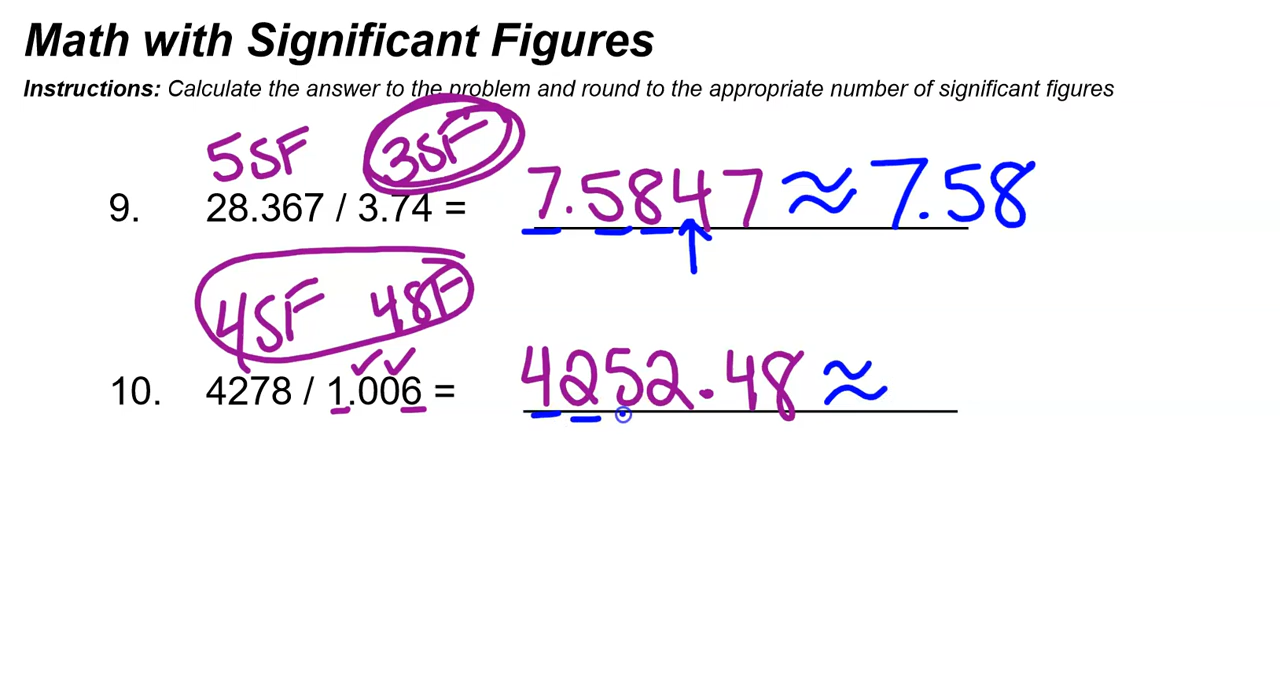 Math with Significant Figures
Instructions: Calculate the answer to the problem and round to the appropriate number of significant figures
5SF 3SF
9. 28.367 / 3.74 = 7.5847 ≈ 7.58
4SF 4SF
10. 4278 / 1.006 = 4252.48 ≈